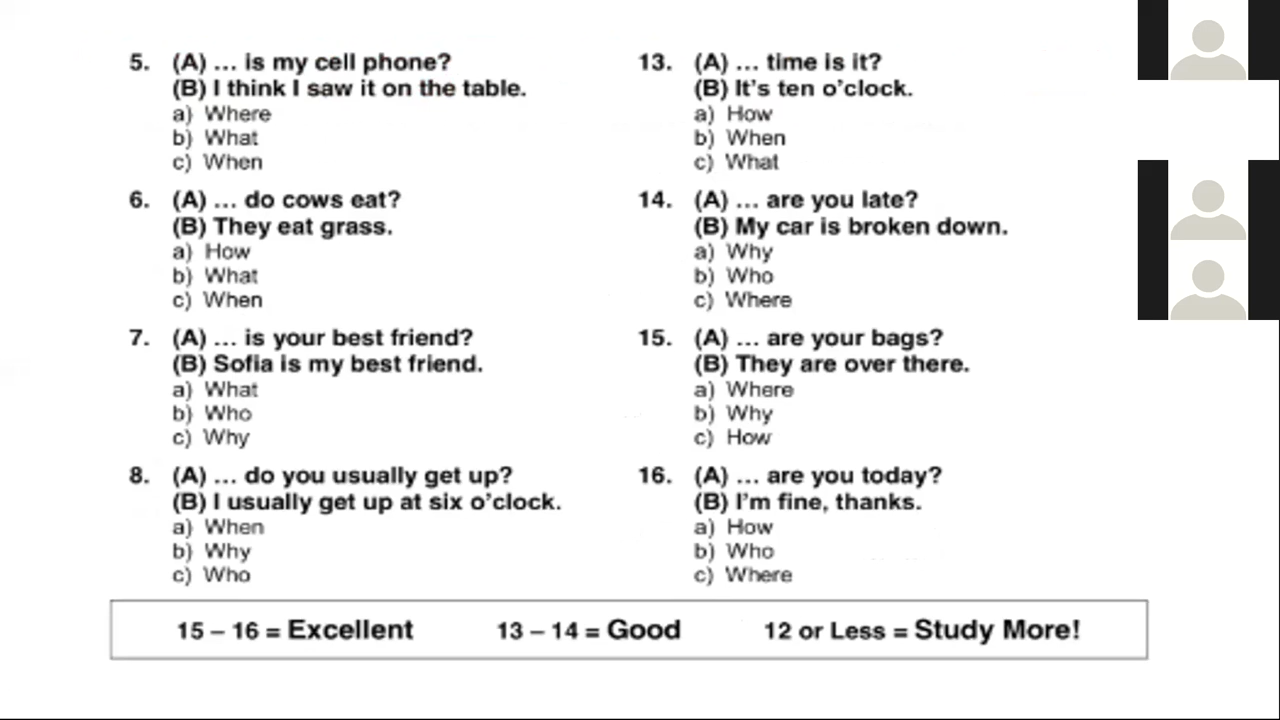 5. (A) ... is my cell phone?
(B) I think I saw it on the table.
a) Where
b) What
c) When
6. (A) ... do cows eat?
(B) They eat grass.
a) How
b) What
c) When
7. (A) ... is your best friend?
(B) Sofia is my best friend.
a) What
b) Who
c) Why
8. (A) ... do you usually get up?
(B) I usually get up at six o'clock.
a) When
b) Why
c) Who
13. (A) ... time is it?
(B) It's ten o'clock.
a) How
b) When
c) What
14. (A) ... are you late?
(B) My car is broken down.
a) Why
b) Who
c) Where
15. (A) ... are your bags?
(B) They are over there.
a) Where
b) Why
c) How
16. (A) ... are you today?
(B) I'm fine, thanks.
a) How
b) Who
c) Where
15 – 16 = Excellent 13 – 14 = Good 12 or Less = Study More!